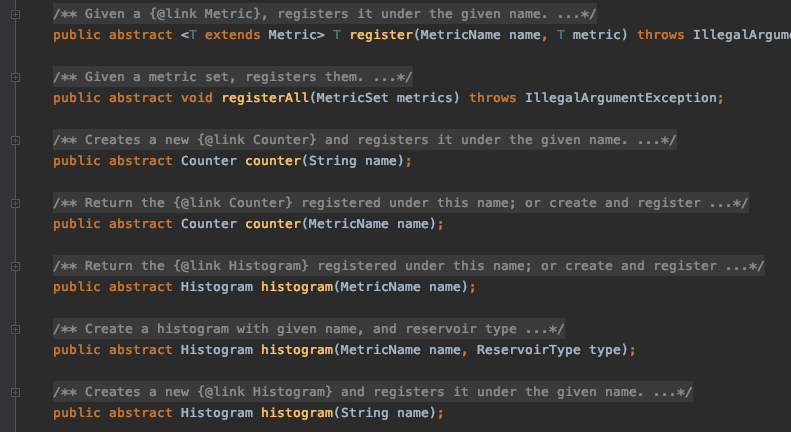 /** Given a {@link Metric}, registers it under the given name. ...*/
public abstract <T extends Metric> T register(MetricName name, T metric) throws IllegalArgume
/** Given a metric set, registers them. ...*/
public abstract void registerAll(MetricSet metrics) throws IllegalArgumentException;
/** Creates a new {@link Counter} and registers it under the given name. ...*/
public abstract Counter counter(String name);
/** Return the {@link Counter} registered under this name; or create and register ...*/
public abstract Counter counter(MetricName name);
/** Return the {@link Histogram} registered under this name; or create and register ...*/
public abstract Histogram histogram(MetricName name);
/** Create a histogram with given name, and reservoir type ...*/
public abstract Histogram histogram(MetricName name, ReservoirType type);
/** Creates a new {@link Histogram} and registers it under the given name. ...*/
public abstract Histogram histogram(String name);